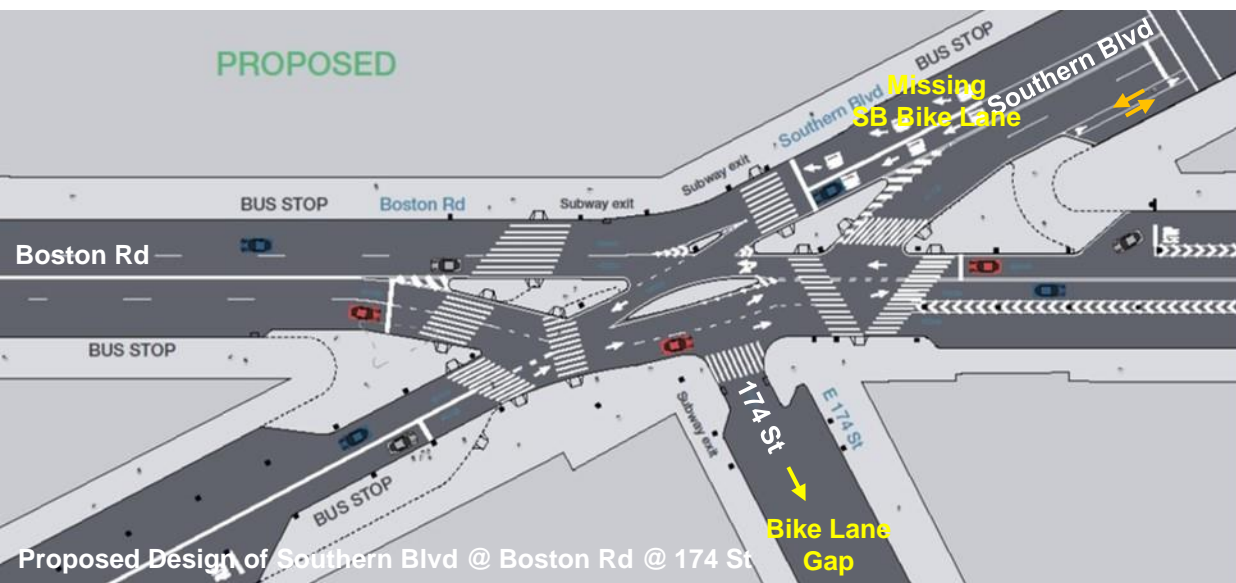 PROPOSED
BUS STOP
Southern Blvd
Missing
SB Bike Lane
Southern Blvd
Subway exit
BUS STOP
Boston Rd
Subway exit
Boston Rd
BUS STOP
174 St
E 174 St
Subway exit
BUS STOP
Bike Lane
Gap
Proposed Design of Southern Blvd @ Boston Rd @ 174 St